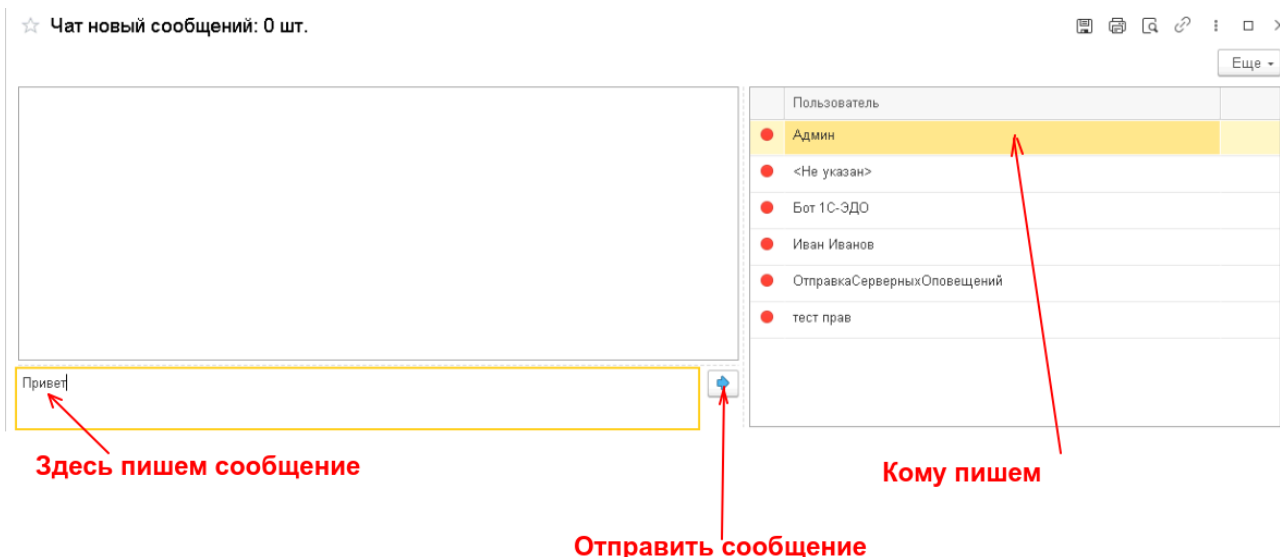 Чат новый сообщений: 0 шт.
Еще
Пользователь
Админ
<Не указан>
Бот 1С-ЭДО
Иван Иванов
ОтправкаСерверныхОповещений
тест прав
Привет
Здесь пишем сообщение
Кому пишем
Отправить сообщение